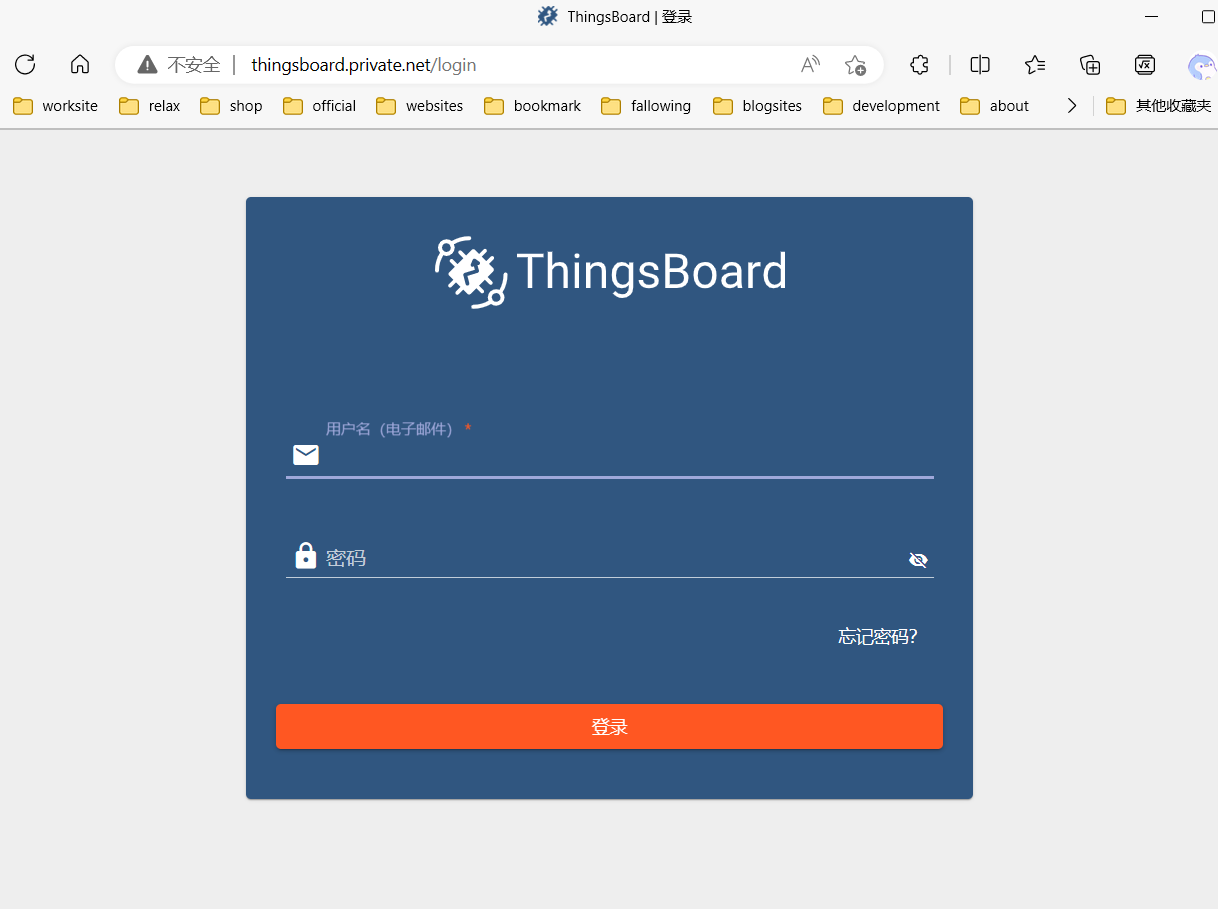 ThingsBoard | 登录
不安全 | thingsboard.private.net/login
worksite relax shop official websites bookmark fallowing blogsites development about 其他收藏夹
ThingsBoard
用户名（电子邮件） *
密码
忘记密码？
登录